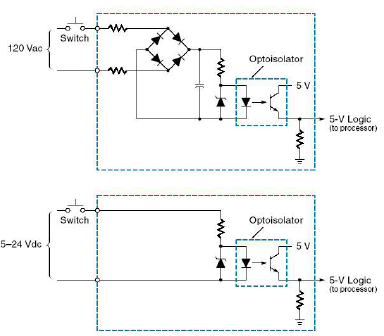 Switch
120 Vac
Optoisolator
5 V
5-V Logic
(to processor)
Switch
5–24 Vdc
Optoisolator
5 V
5-V Logic
(to processor)